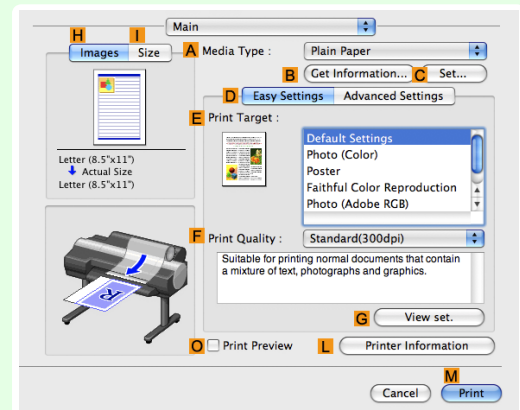 Main
H I
Images Size
A Media Type : Plain Paper
B Get Information... C Set...
D Easy Settings Advanced Settings
E Print Target :
Default Settings
Photo (Color)
Poster
Faithful Color Reproduction
Photo (Adobe RGB)
Letter (8.5"x11")
Actual Size
Letter (8.5"x11")
F Print Quality : Standard(300dpi)
Suitable for printing normal documents that contain
a mixture of text, photographs and graphics.
G View set.
O Print Preview L Printer Information
M
Cancel Print